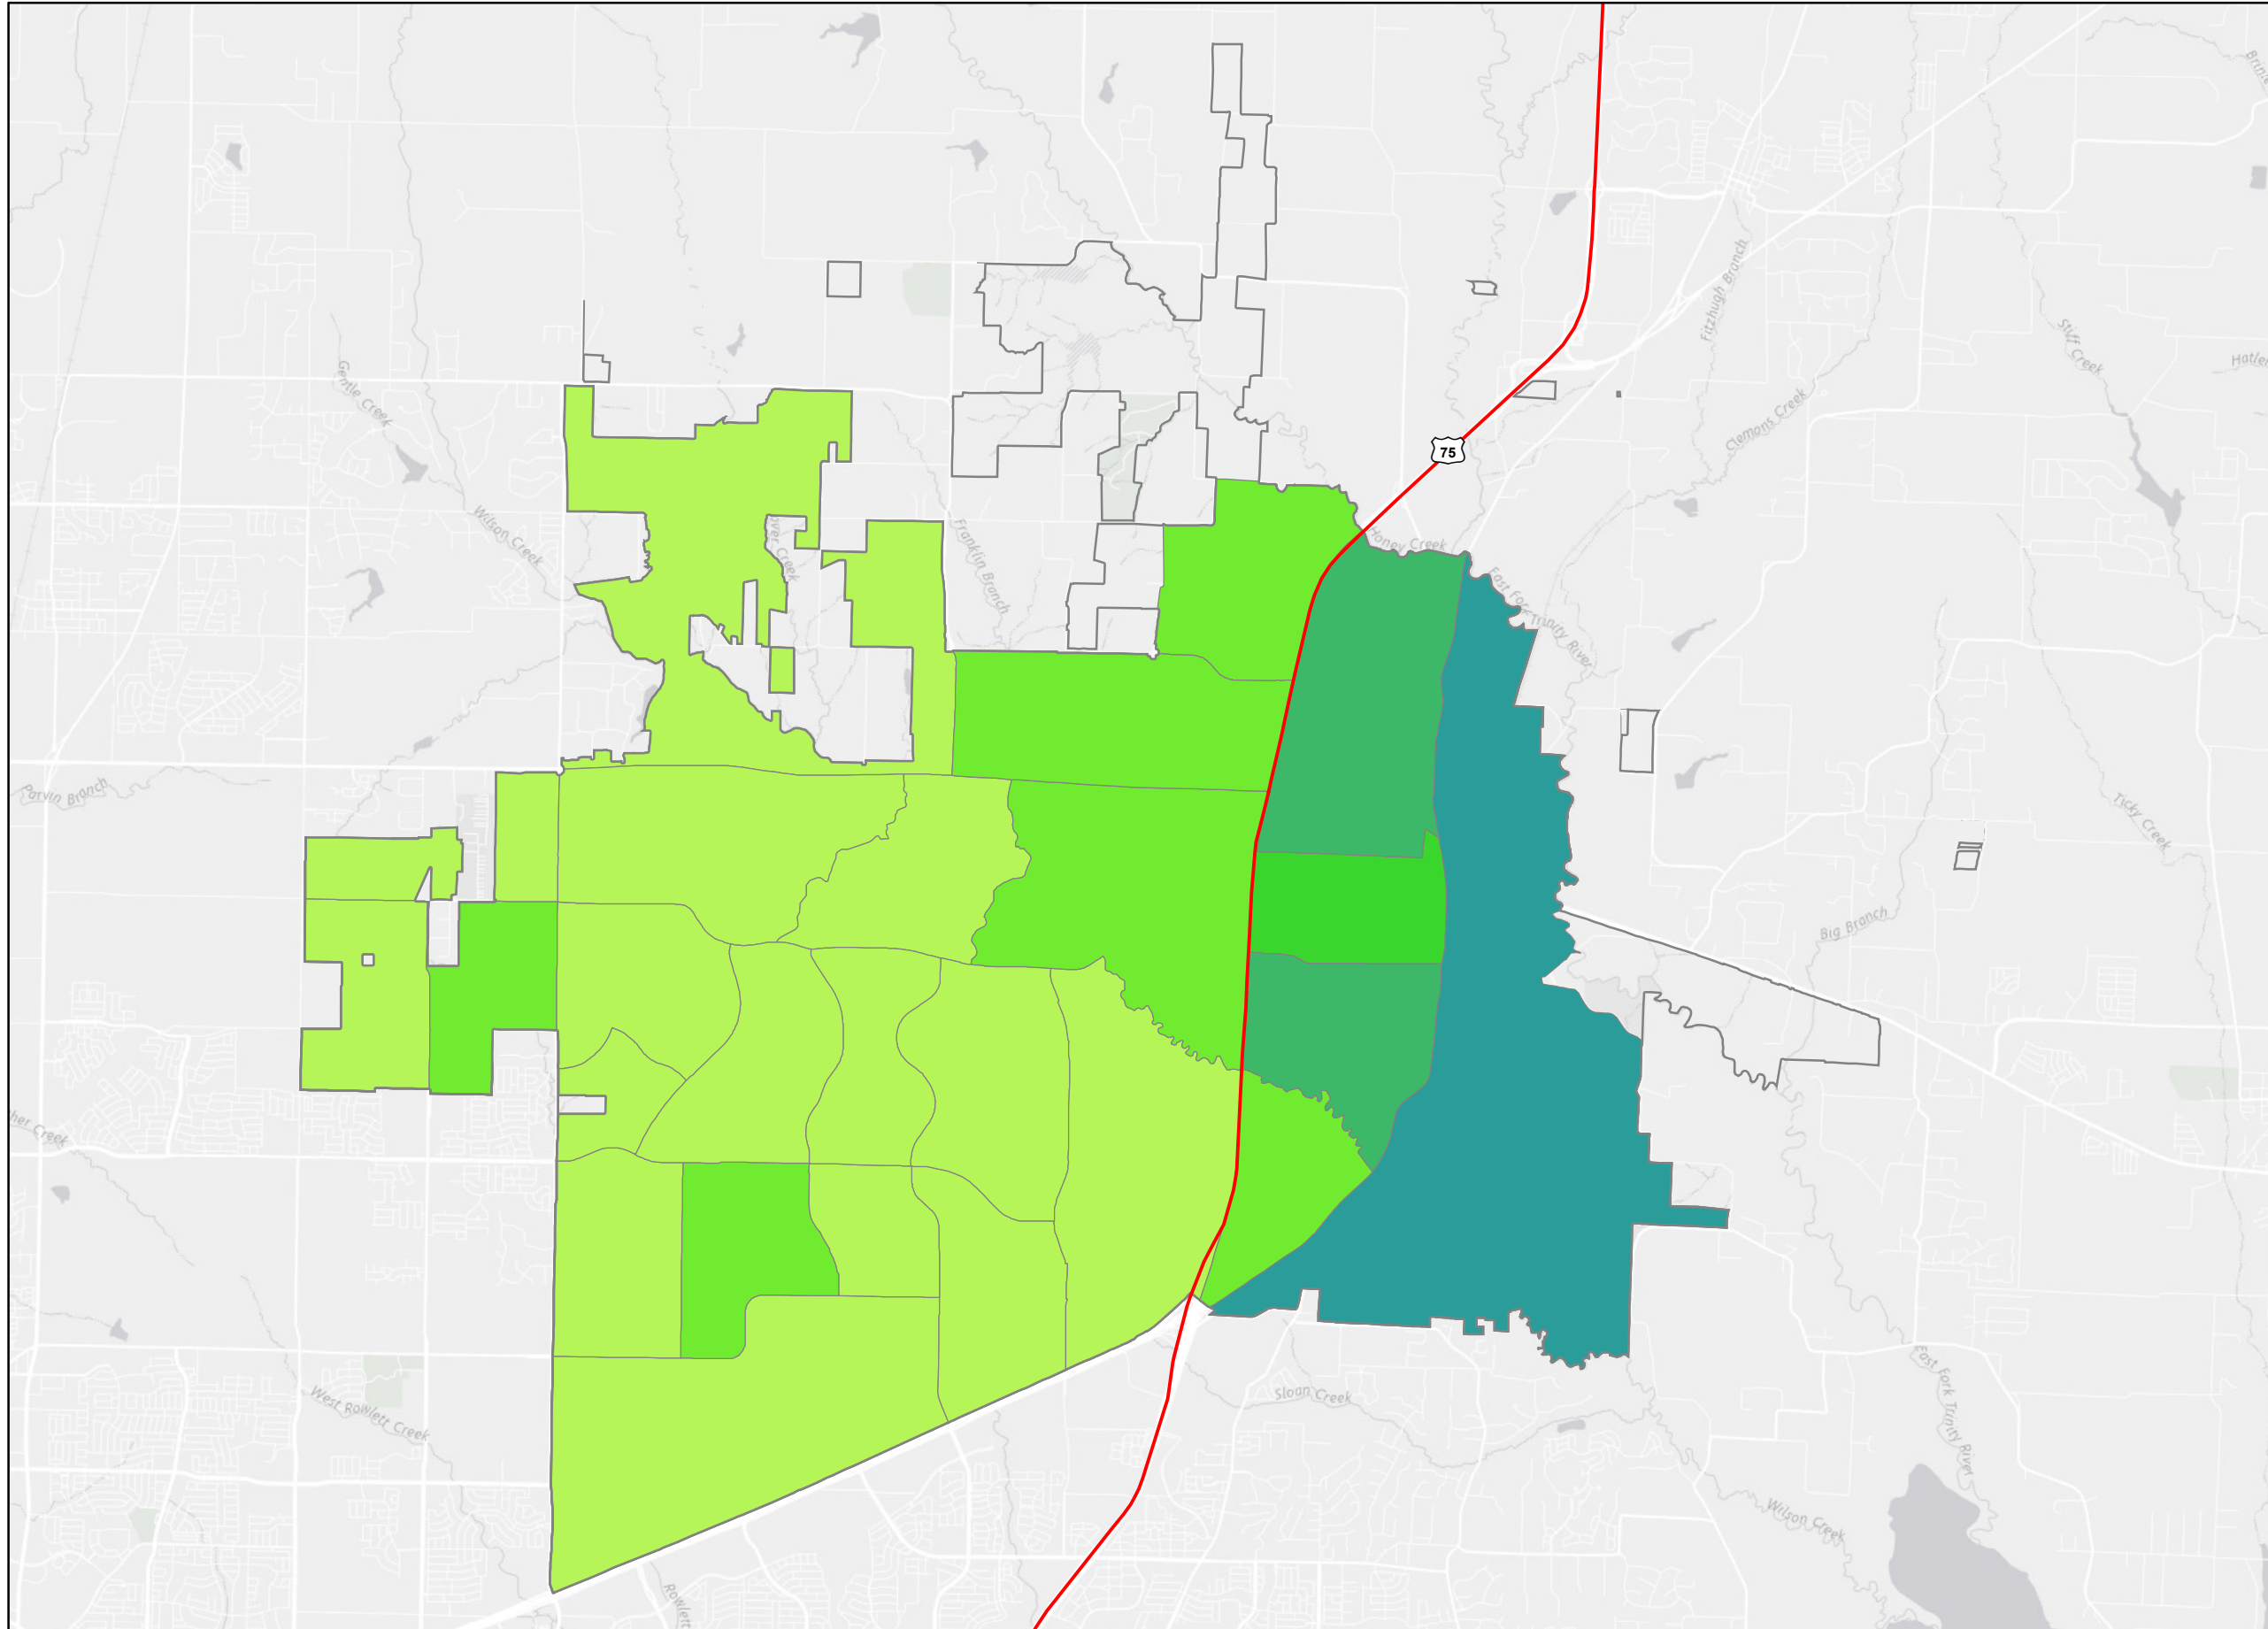 Fitzhugh Branch
Stiff Creek
Gentle Creek
75
Clemons Creek
Wilson Creek
Franklin Branch
Honey Creek
East Fork Trinity River
Parvin Branch
Ticky Creek
Big Branch
West Rowlett Creek
Sloan Creek
East Fork Trinity River
Wilson Creek
Rowlett